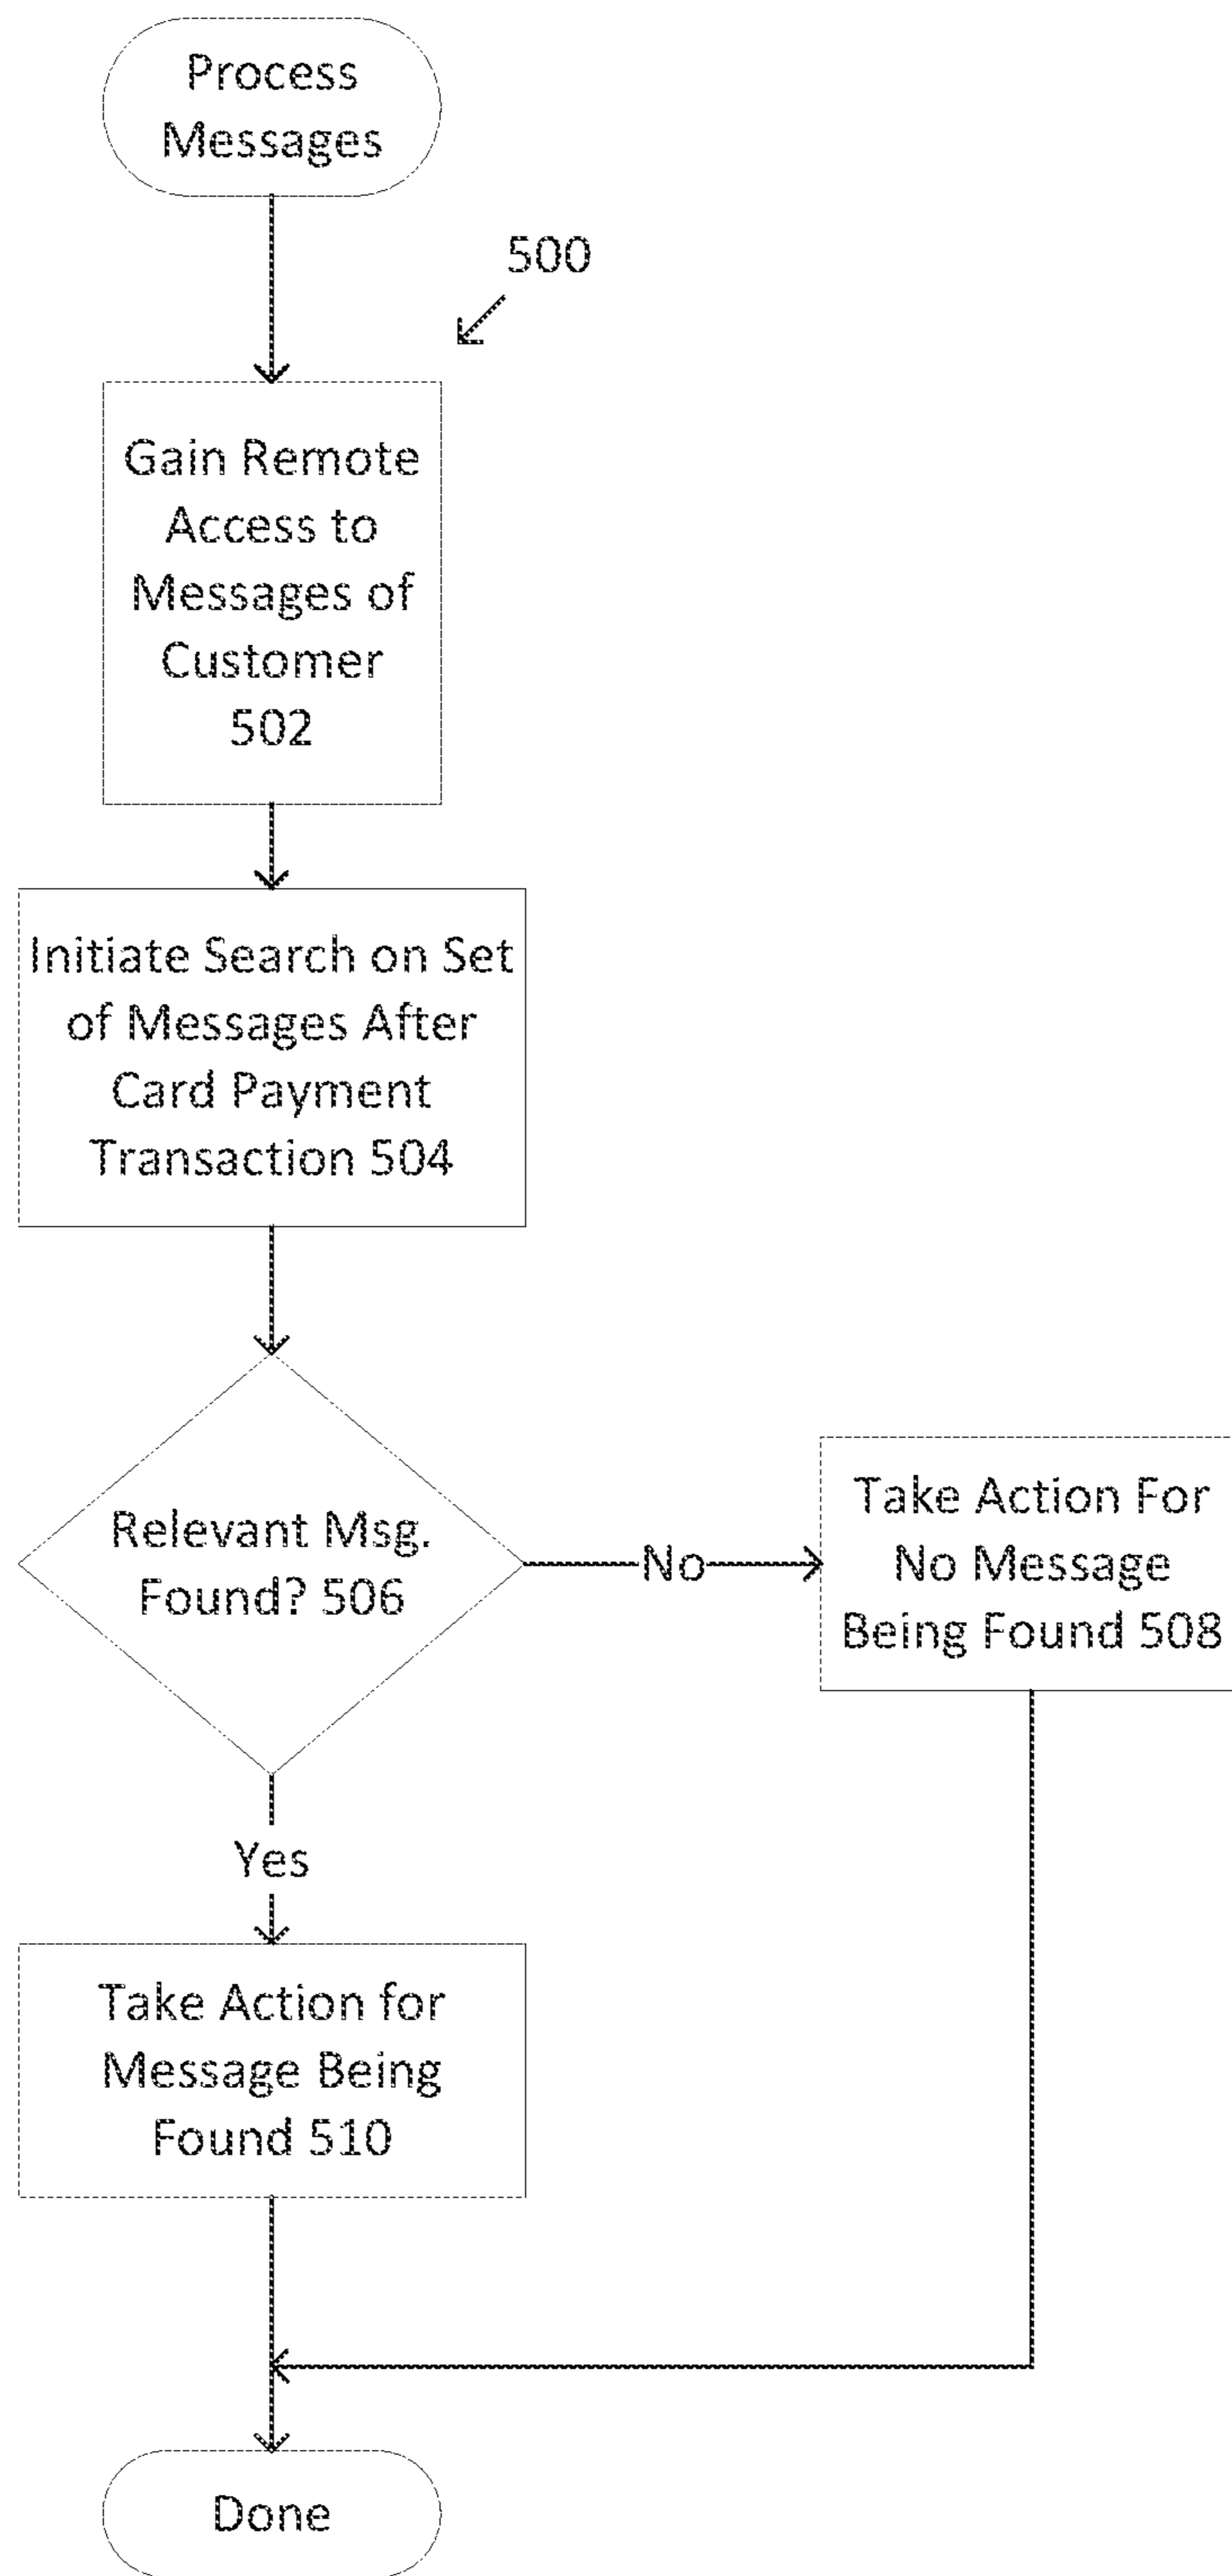 Process
Messages
500
Gain Remote
Access to
Messages of
Customer
502
Initiate Search on Set
of Messages After
Card Payment
Transaction 504
Relevant Msg.
Found? 506
No
Take Action For
No Message
Being Found 508
Yes
Take Action for
Message Being
Found 510
Done